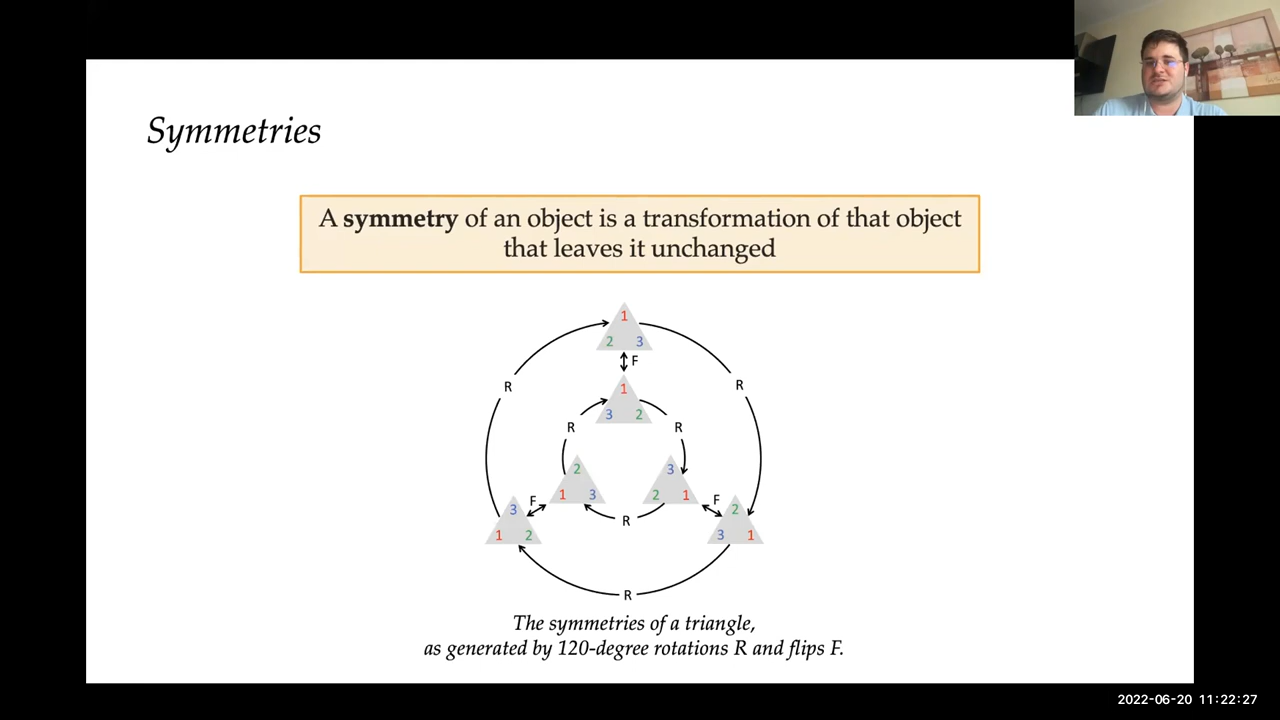 Symmetries
A symmetry of an object is a transformation of that object
that leaves it unchanged
1
2 3
F
R R
1
3 2
R R
2 3
1 3 2 1
F F
3 2
1 2 3 1
R
R
The symmetries of a triangle,
as generated by 120-degree rotations R and flips F.
2022-06-20 11:22:27